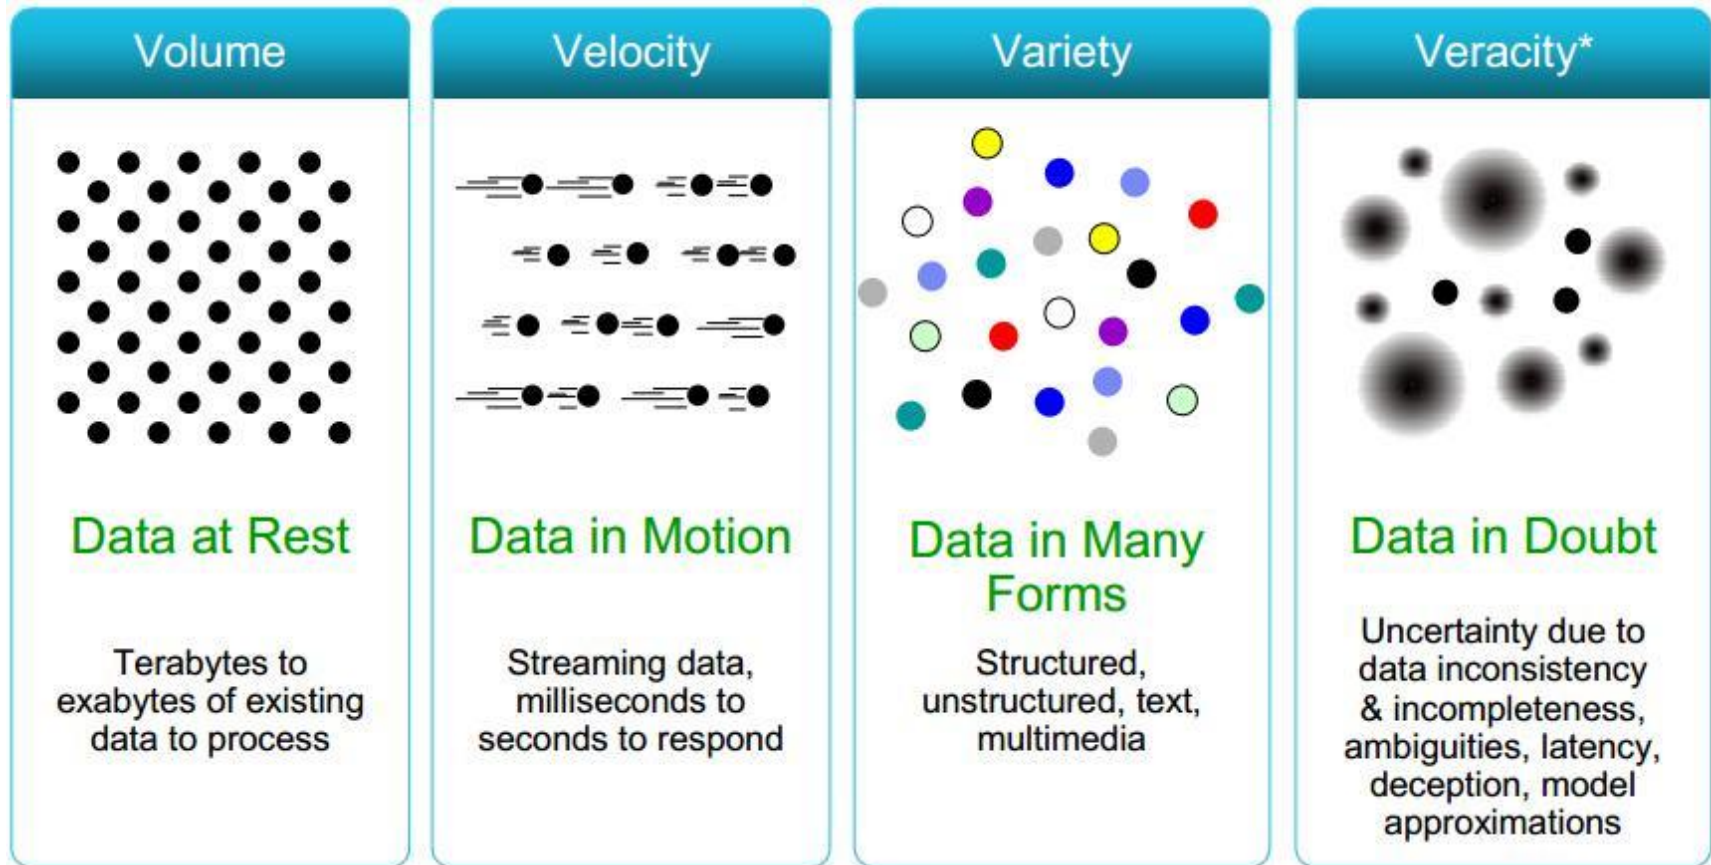 Volume
Data at Rest
Terabytes to
exabytes of existing
data to process
Velocity
Data in Motion
Streaming data,
milliseconds to
seconds to respond
Variety
Data in Many
Forms
Structured,
unstructured, text,
multimedia
Veracity*
Data in Doubt
Uncertainty due to
data inconsistency
& incompleteness,
ambiguities, latency,
deception, model
approximations